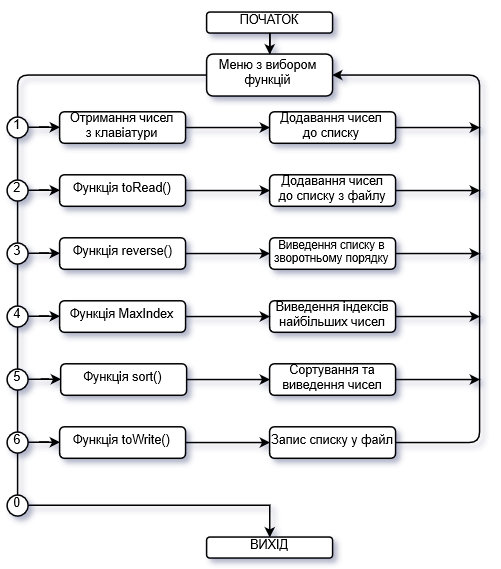 ПОЧАТОК
Меню з вибором
функцій
1
Отримання чисел
з клавіатури
Додавання чисел
до списку
2
Функція toRead()
Додавання чисел
до списку з файлу
3
Функція reverse()
Виведення списку в
зворотньому порядку
4
Функція MaxIndex
Виведення індексів
найбільших чисел
5
Функція sort()
Сортування та
виведення чисел
6
Функція toWrite()
Запис списку у файл
0
ВИХІД